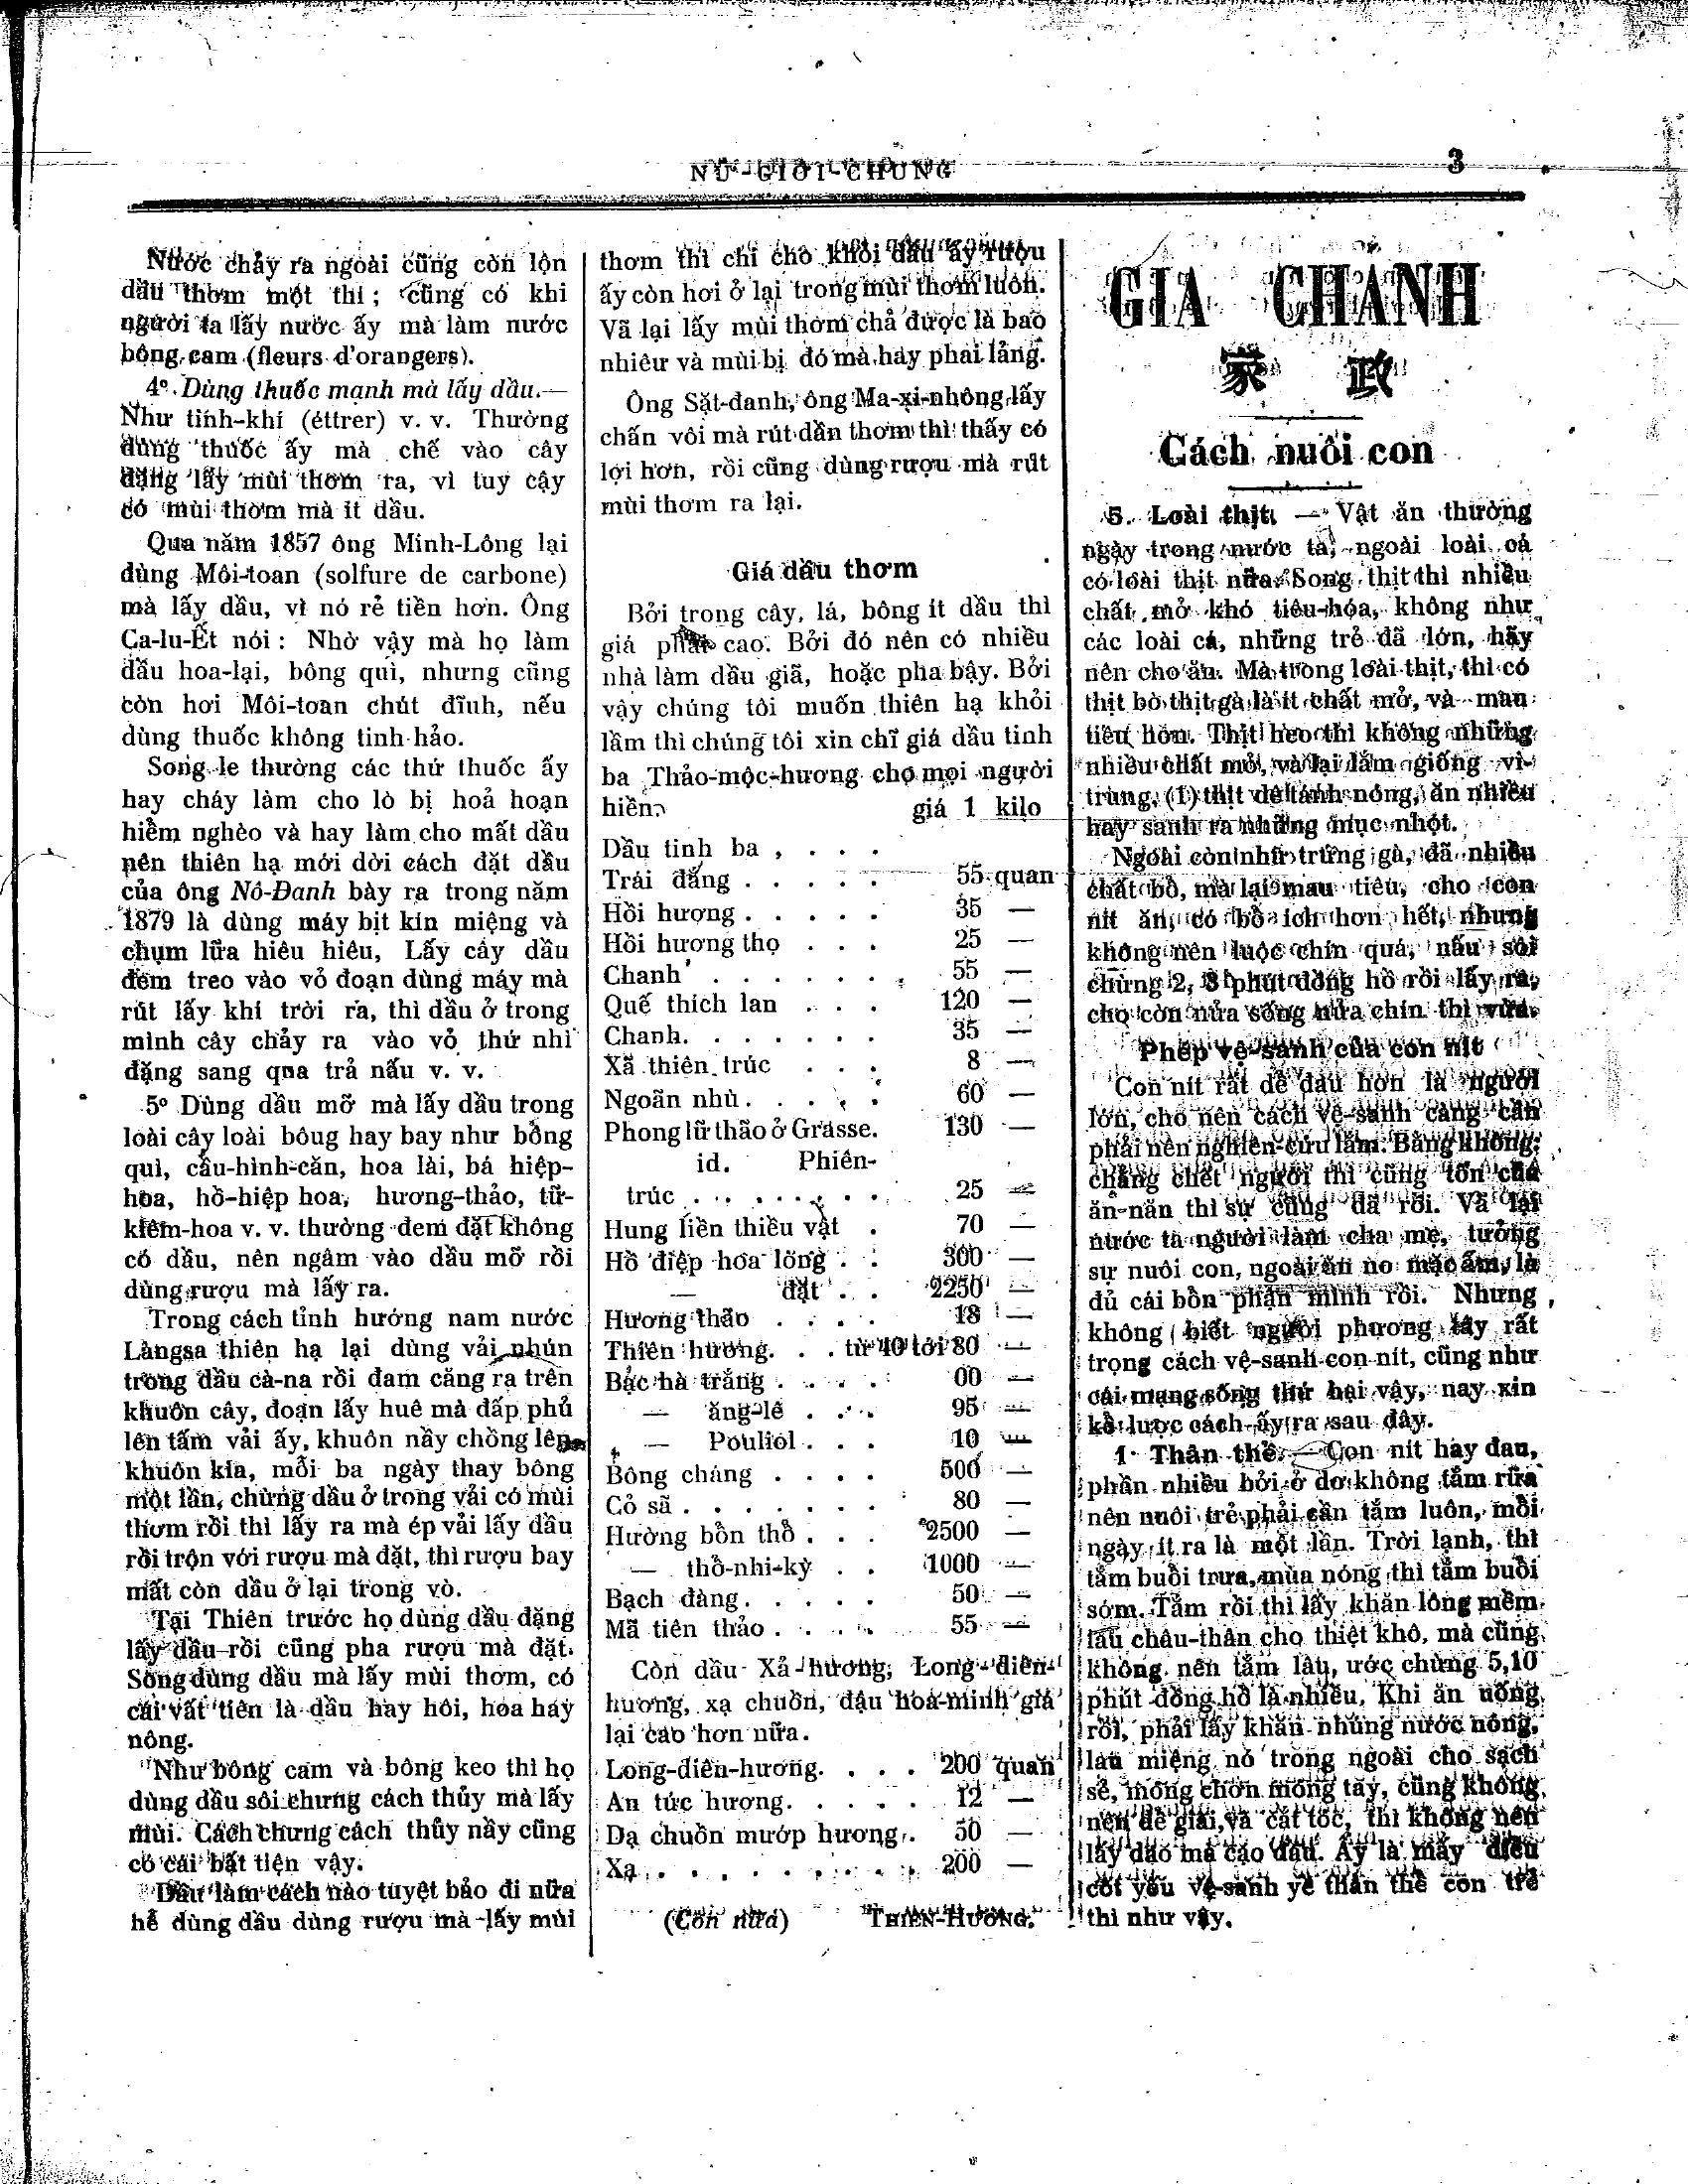 NỮ-GIỚI-CHUNG
3
Nước chảy ra ngoài cũng còn lộn
dầu thơm một thí ; cũng có khi
người ta lấy nước ấy mà làm nước
bông cam (fleurs d'orangers).
4º Dùng thuốc mạnh mà lấy dầu.—
Như tinh-khí (éttrer) v. v. Thường
dùng thuốc ấy mà chế vào cây
đặng lấy mùi thơm ra, vì tuy cây
có mùi thơm mà ít dầu.
Qua năm 1857 ông Minh-Lông lại
dùng Môi-toan (solfure de carbone)
mà lấy dầu, vì nó rẻ tiền hơn. Ông
Ca-lu-Ết nói : Nhờ vậy mà họ làm
dầu hoa-lại, bông quì, nhưng cũng
còn hơi Môi-toan chút đĩnh, nếu
dùng thuốc không tinh-hảo.
Song le thường các thứ thuốc ấy
hay cháy làm cho lò bị hoả hoạn
hiểm nghèo và hay làm cho mất dầu
nên thiên hạ mới dời cách đặt dầu
của ông Nô-Đanh bày ra trong năm
1879 là dùng máy bịt kín miệng và
chụm lữa hiêu hiêu, Lấy cây dầu
đem treo vào vỏ đoạn dùng máy mà
rút lấy khí trời ra, thì dầu ở trong
mình cây chảy ra vào vỏ thứ nhì
đặng sang qna trả nấu v. v.
5º Dùng dầu mỡ mà lấy dầu trong
loài cây loài bôug hay bay như bồng
quì, cẩu-hình-căn, hoa lài, bá hiệp-
hoa, hồ-hiệp hoa, hương-thảo, tữ-
kiêm-hoa v. v. thường đem đặt không
có dầu, nên ngâm vào dầu mỡ rồi
dùng rượu mà lấy ra.
Trong cách tỉnh hướng nam nước
Làngsa thiên hạ lại dùng vải nhún
trong dầu cà-na rồi đam căng ra trên
khuôn cây, đoạn lấy huê mà đấp phủ
lên tấm vải ấy, khuôn nầy chồng lên
khuôn kia, mỗi ba ngày thay bông
một lần, chừng dầu ở trong vải có mùi
thơm rồi thì lấy ra mà ép vải lấy dầu
rồi trộn với rượu mà đặt, thì rượu bay
mất còn dầu ở lại trong vò.
Tại Thiên trước họ dùng dầu đặng
lấy dầu rồi cũng pha rượu mà đặt.
Song dùng dầu mà lấy mùi thơm, có
cái vất tiên là dầu hay hôi, hoa hay
nông.
Như bông cam và bông keo thì họ
dùng dầu sôi chưng cách thủy mà lấy
mùi. Cách chưng cách thủy nầy cũng
có cái bất tiện vậy.
Dầu làm cách nào tuyệt bảo đi nữa
hễ dùng dầu dùng rượu mà lấy mùi
thơm thì chi cho khỏi dầu ấy rượu
ấy còn hơi ở lại trong mùi thơm luôn.
Vã lại lấy mùi thơm chả được là bao
nhiêư và mùi bị đó mà hay phai lảng.
Ông Sặt-đanh, ông Ma-xi-nhông lấy
chấn vôi mà rút dần thơm thì thấy có
lợi hơn, rồi cũng dùng rượu mà rút
mùi thơm ra lại.
Giá dầu thơm
Bởi trong cây, lá, bông ít dầu thì
giá phải cao. Bởi đó nên có nhiều
nhà làm dầu giã, hoặc pha bậy. Bởi
vậy chúng tôi muốn thiên hạ khỏi
lầm thì chúng tôi xin chĩ giá dầu tinh
ba Thảo-mộc-hương cho mọi người
hiền. giá 1 kilo
Dầu tinh ba , . . .
Trái đắng . . . . . 55 quan
Hồi hương . . . . . 35 —
Hồi hương thọ . . . 25 —
Chanh . . . . . . 55 —
Quế thích lan . . . 120 —
Chanh. . . . . . . 35 —
Xã thiên trúc . . . 8 —
Ngoãn nhù. . . . . 60 —
Phong lữ thảo ở Grasse. 130 —
id. Phiên-
trúc . . . . . . . 25 —
Hung liền thiều vật . 70 —
Hồ điệp hoa lỏng . . 300 —
— đặt . . 2250 —
Hương thão . . . . 18 —
Thiên hương. . . từ 40 tới 80 —
Bạc hà trắng . . . . 00 —
— ăng-lê . . . 95 —
— Pouliol . . . 10 —
Bông cháng . . . . 500 —
Cỏ sã . . . . . . . 80 —
Hường bổn thổ . . . 2500 —
— thổ-nhi-kỳ . . 1000 —
Bạch đàng. . . . . 50 —
Mã tiên thảo . . . . 55 —
Còn dầu Xả-hương, Long-diên-
hương, xạ chuồn, đậu hoa-minh giá
lại cao hơn nữa.
Long-diên-hương. . . . 200 quan
An tức hương. . . . . 12 —
Dạ chuồn mướp hương. . 50 —
Xạ . . . . . . . . . 200 —
(Còn nữa) THIÊN-HƯƠNG.
GIA CHÁNH
家 政
Cách nuôi con
5. Loài thịt. — Vật ăn thường
ngày trong nước ta, ngoài loài cá
có loài thịt nữa. Song thịt thì nhiều
chất mở khó tiêu-hóa, không như
các loài cá, những trẻ đã lớn, hãy
nên cho ăn. Mà trong loài thịt, thì có
thịt bò thịt gà là ít chất mở, và mau
tiêu hơn. Thịt heo thì không những
nhiều chất mở, và lại lắm giống vi-
trùng, (1) thịt dê tánh nóng, ăn nhiều
hay sanh ra những mục nhọt.
Ngoài còn như trứng gà, đã nhiều
chất bổ, mà lại mau tiêu, cho con
nít ăn, có bổ ích hơn hết, nhưng
không nên luộc chín quá, nấu sôi
chừng 2, 3 phút đồng hồ rồi lấy ra,
cho còn nửa sống nửa chín thì vừa.
Phép vệ-sanh của con nít
Con nít rất dễ đau hơn là người
lớn, cho nên cách vệ-sanh càng cần
phải nên nghiên-cứu lắm. Bằng không,
chẳng chết người thì cũng tốn của
ăn-năn thì sự cũng đã rồi. Vả lại
nước ta người làm cha mẹ, tưởng
sự nuôi con, ngoài ăn no mặc ấm, là
đủ cái bổn phận mình rồi. Nhưng
không biết người phương tây rất
trọng cách vệ-sanh con nít, cũng như
cái mạng sống thứ hai vậy, nay xin
kể lược cách ấy ra sau đây.
1· Thân thể. — Con nít hay đau,
phần nhiều bởi ở dơ không tắm rửa
nên nuôi trẻ phải cần tắm luôn, mỗi
ngày ít ra là một lần. Trời lạnh, thì
tắm buổi trưa, mùa nóng thì tắm buổi
sớm. Tắm rồi thì lấy khăn lông mềm
lau châu-thân cho thiệt khô, mà cũng
không nên tắm lâu, ước chừng 5,10
phút đồng hồ là nhiều. Khi ăn uống
rồi, phải lấy khăn nhúng nước nóng,
lau miệng nó trong ngoài cho sạch
sẻ, móng chơn móng tay, cũng không
nên để giài, và cắt tóc, thì không nên
lấy dao mà cạo đầu. Ấy là mấy điều
cốt yếu vệ-sanh về thân thể con trẻ
thì như vậy.